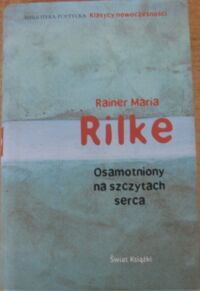 BIBLIOTEKA POETYCKA Klasycy nowoczesności
Rainer Maria
Rilke
Osamotniony
na szczytach
serca
Świat Książki